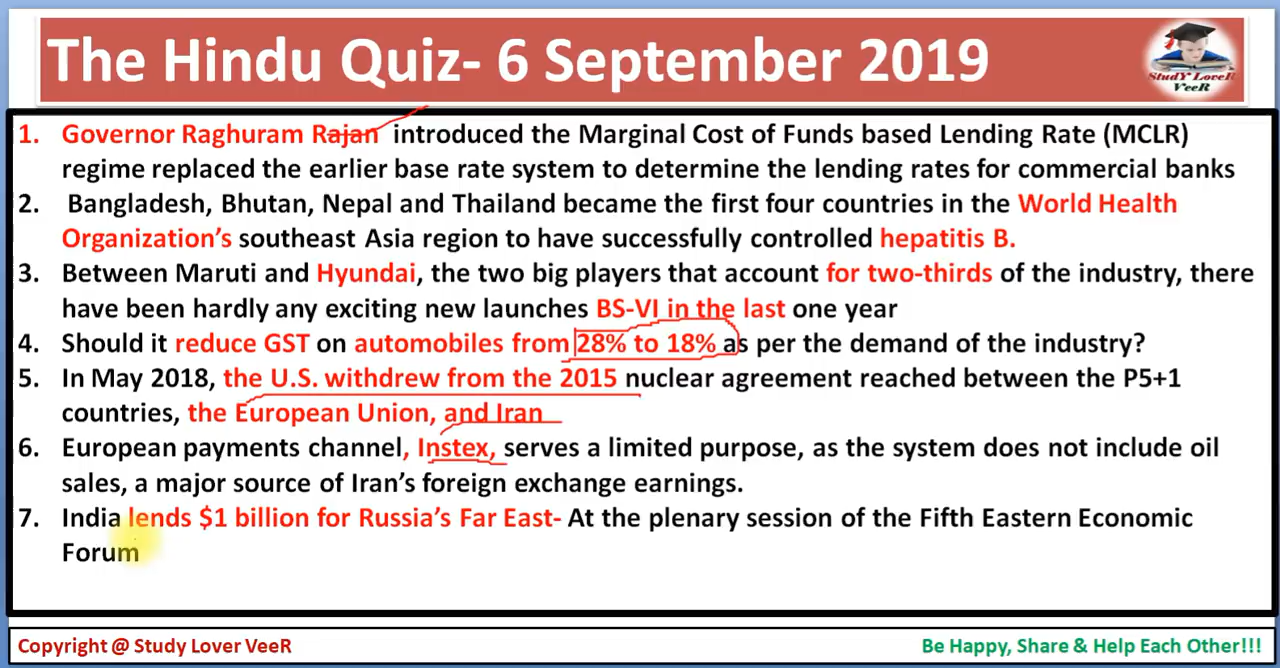 The Hindu Quiz- 6 September 2019
StudY LoveR
VeeR
1. Governor Raghuram Rajan introduced the Marginal Cost of Funds based Lending Rate (MCLR)
regime replaced the earlier base rate system to determine the lending rates for commercial banks
2. Bangladesh, Bhutan, Nepal and Thailand became the first four countries in the World Health
Organization's southeast Asia region to have successfully controlled hepatitis B.
3. Between Maruti and Hyundai, the two big players that account for two-thirds of the industry, there
have been hardly any exciting new launches BS-VI in the last one year
4. Should it reduce GST on automobiles from 28% to 18% as per the demand of the industry?
5. In May 2018, the U.S. withdrew from the 2015 nuclear agreement reached between the P5+1
countries, the European Union, and Iran
6. European payments channel, Instex, serves a limited purpose, as the system does not include oil
sales, a major source of Iran's foreign exchange earnings.
7. India lends $1 billion for Russia's Far East- At the plenary session of the Fifth Eastern Economic
Forum
Copyright @ Study Lover VeeR
Be Happy, Share & Help Each Other!!!